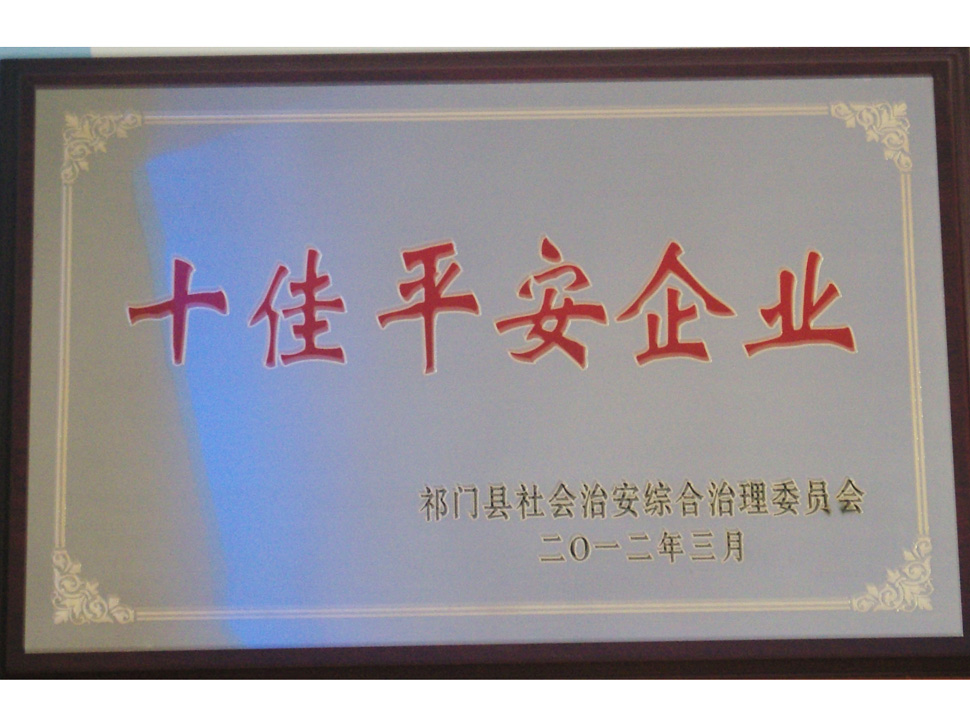 十佳平安企业
祁门县社会治安综合治理委员会
二〇一二年三月